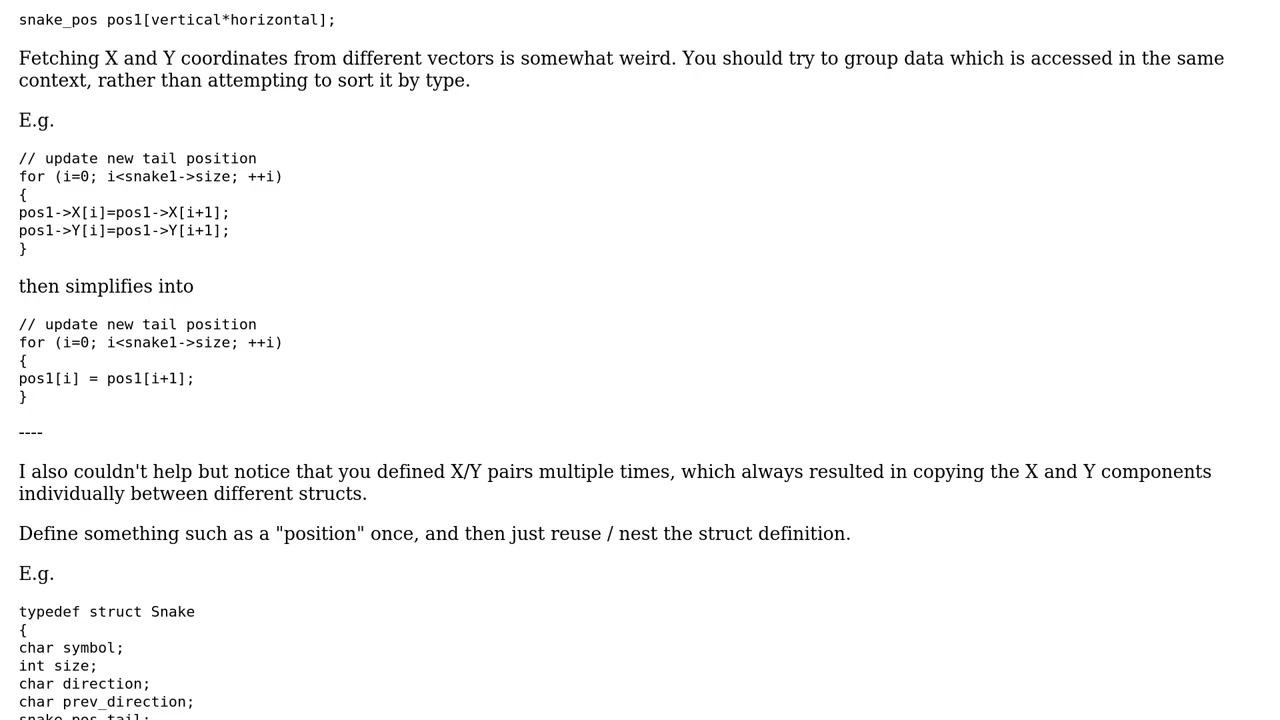 snake_pos pos1[vertical*horizontal];
Fetching X and Y coordinates from different vectors is somewhat weird. You should try to group data which is accessed in the same
context, rather than attempting to sort it by type.
E.g.
// update new tail position
for (i=0; i<snake1->size; ++i)
{
pos1->X[i]=pos1->X[i+1];
pos1->Y[i]=pos1->Y[i+1];
}
then simplifies into
// update new tail position
for (i=0; i<snake1->size; ++i)
{
pos1[i] = pos1[i+1];
}
----
I also couldn't help but notice that you defined X/Y pairs multiple times, which always resulted in copying the X and Y components
individually between different structs.
Define something such as a "position" once, and then just reuse / nest the struct definition.
E.g.
typedef struct Snake
{
char symbol;
int size;
char direction;
char prev_direction;
snake_pos tail;